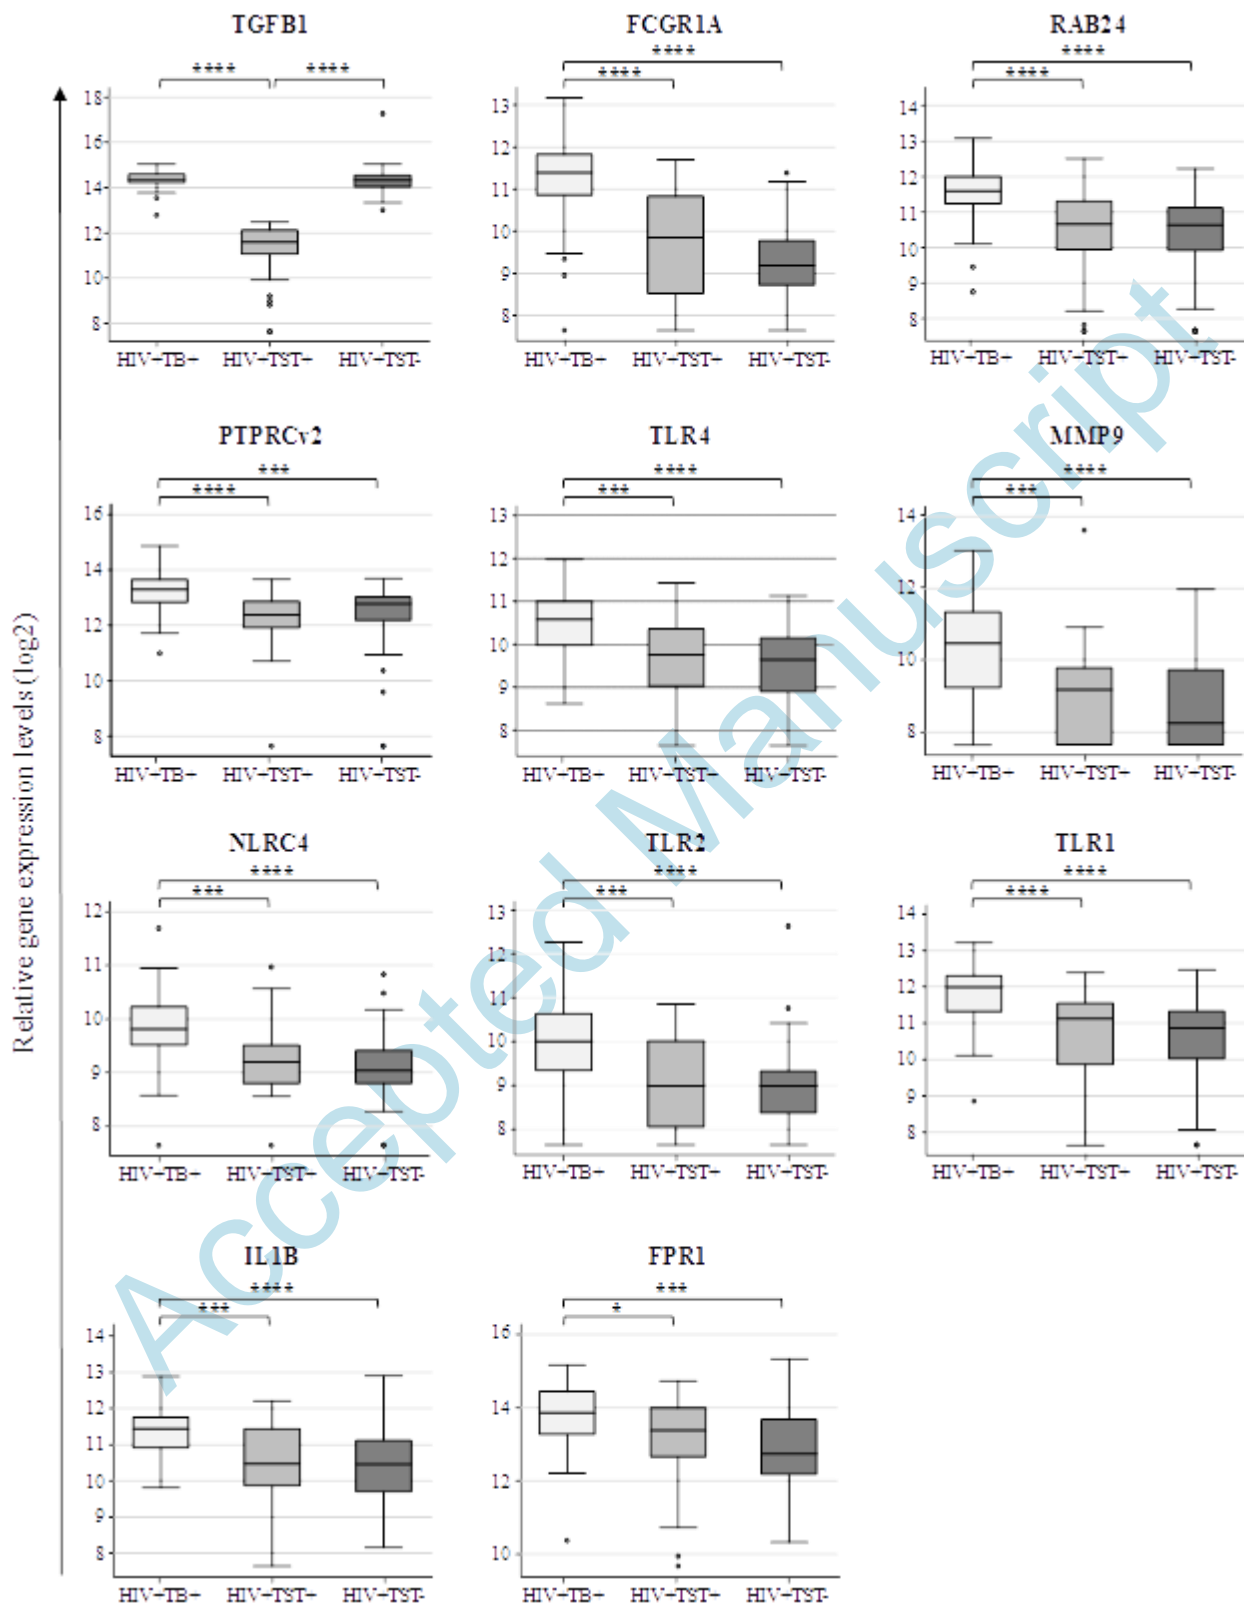 TGFB1 FCGR1A RAB24
**** **** **** ****
**** ****
18 16 14 12 10 8
13 12 11 10 9 8
14 13 12 11 10 9 8
HIV+TB+ HIV+TST+ HIV+TST- HIV+TB+ HIV+TST+ HIV+TST- HIV+TB+ HIV+TST+ HIV+TST-
PTPRCv2 TLR4 MMP9
*** **** ****
**** *** ***
16 14 12 10 8
13 12 11 10 9 8
14 12 10 8
HIV+TB+ HIV+TST+ HIV+TST- HIV+TB+ HIV+TST+ HIV+TST- HIV+TB+ HIV+TST+ HIV+TST-
Relative gene expression levels (log2)
NLRC4 TLR2 TLR1
**** **** ****
*** *** ****
12 11 10 9 8
13 12 11 10 9 8
14 13 12 11 10 9 8
HIV+TB+ HIV+TST+ HIV+TST- HIV+TB+ HIV+TST+ HIV+TST- HIV+TB+ HIV+TST+ HIV+TST-
IL1B FPR1
**** ***
*** *
14 13 12 11 10 9 8
16 14 12 10
HIV+TB+ HIV+TST+ HIV+TST- HIV+TB+ HIV+TST+ HIV+TST-
Accepted Manuscript